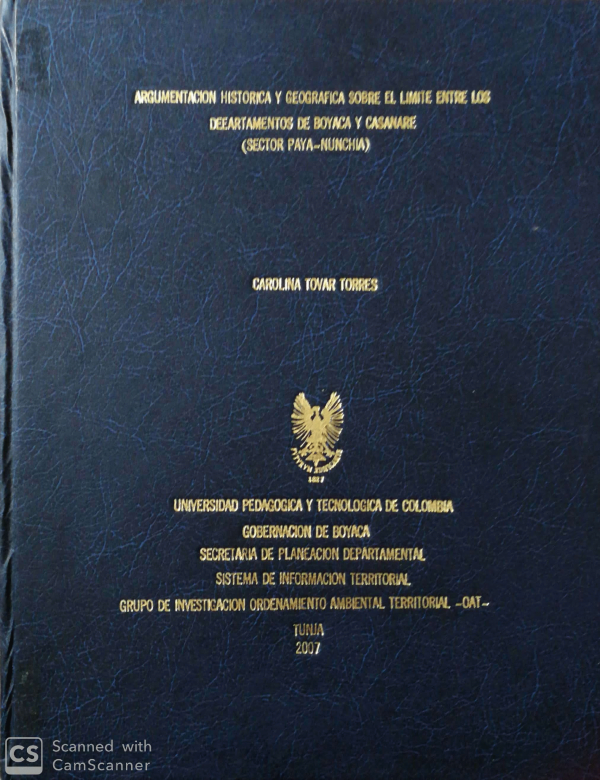 ARGUMENTACION HISTORICA Y GEOGRAFICA SOBRE EL LIMITE ENTRE LOS
DEEARTAMENTOS DE BOYACA Y CASANARE
(SECTOR PAYA-NUNCHIA)
CAROLINA TOVAR TORRES
UNIVERSIDAD PEDAGOGICA Y TECNOLOGICA DE COLOMBIA
GOBERNACION DE BOYACA
SECRETARIA DE PLANEACION DEPARTAMENTAL
SISTEMA DE INFORMACION TERRITORIAL
GRUPO DE INVESTIGACION ORDENAMIENTO AMBIENTAL TERRITORIAL -OAT-
TUNJA
2007
CS Scanned with
CamScanner